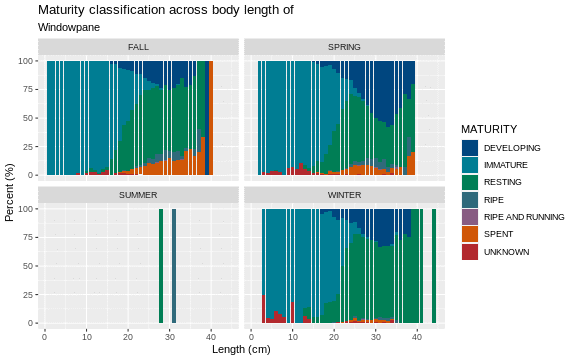 Maturity classification across body length of
Windowpane
FALL
SPRING
100
75
50
25
0
SUMMER
WINTER
100
75
50
25
0
0
10
20
30
40
0
10
20
30
40
Length (cm)
Percent (%)
MATURITY
DEVELOPING
IMMATURE
RESTING
RIPE
RIPE AND RUNNING
SPENT
UNKNOWN